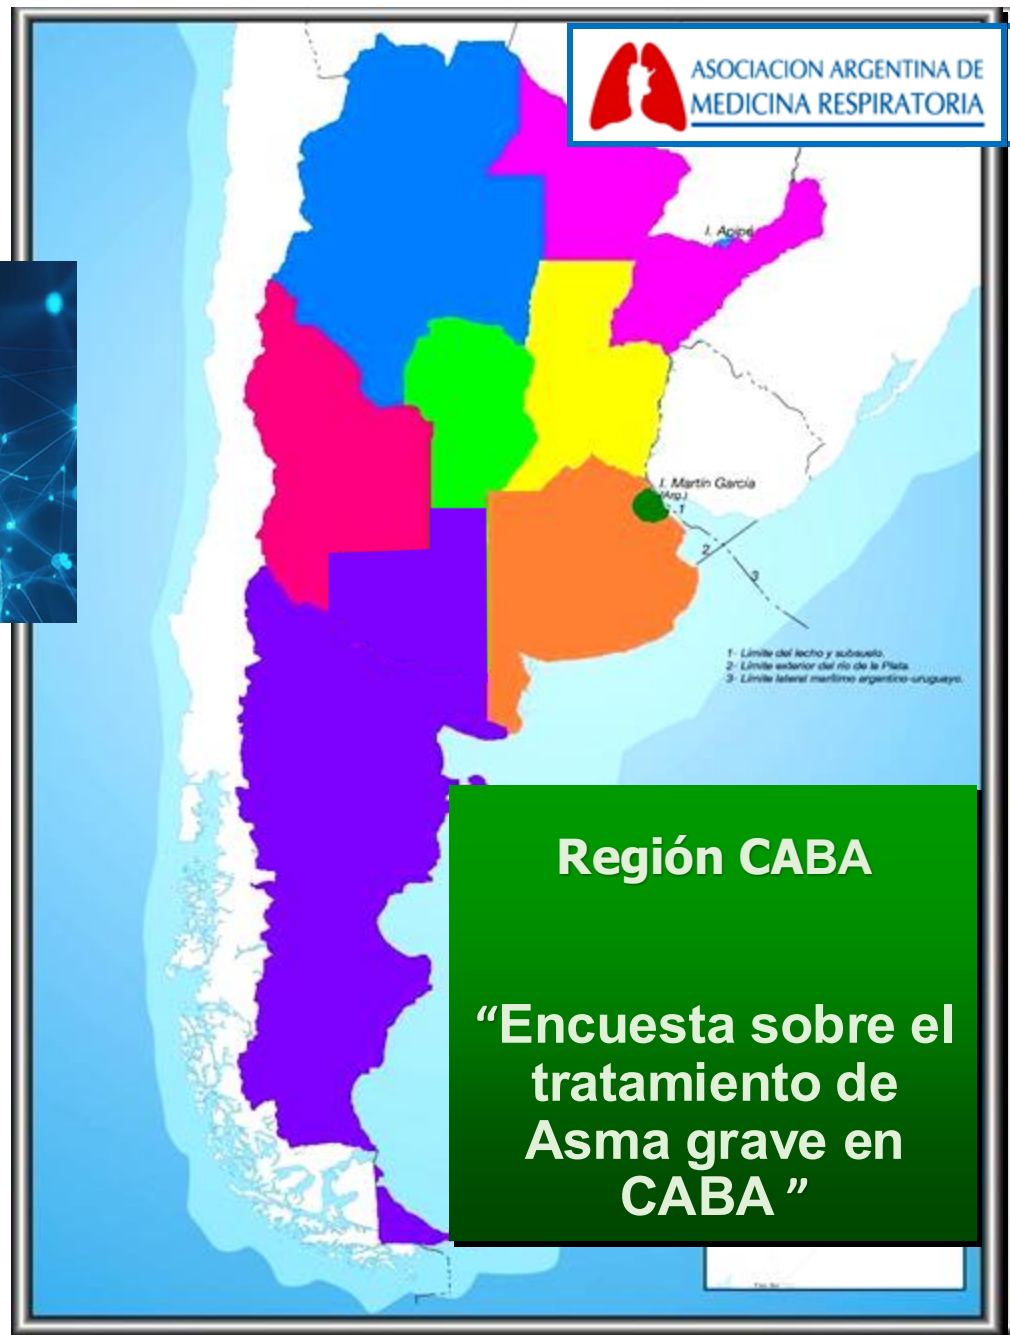 ASOCIACION ARGENTINA DE
MEDICINA RESPIRATORIA
I. Apipé
I. Martín García
(Arg.)
1
2
3
1- Límite del lecho y subsuelo.
2- Límite exterior del río de la Plata.
3- Límite lateral marítimo argentino-uruguayo.
Región CABA
“Encuesta sobre el
tratamiento de
Asma grave en
CABA ”